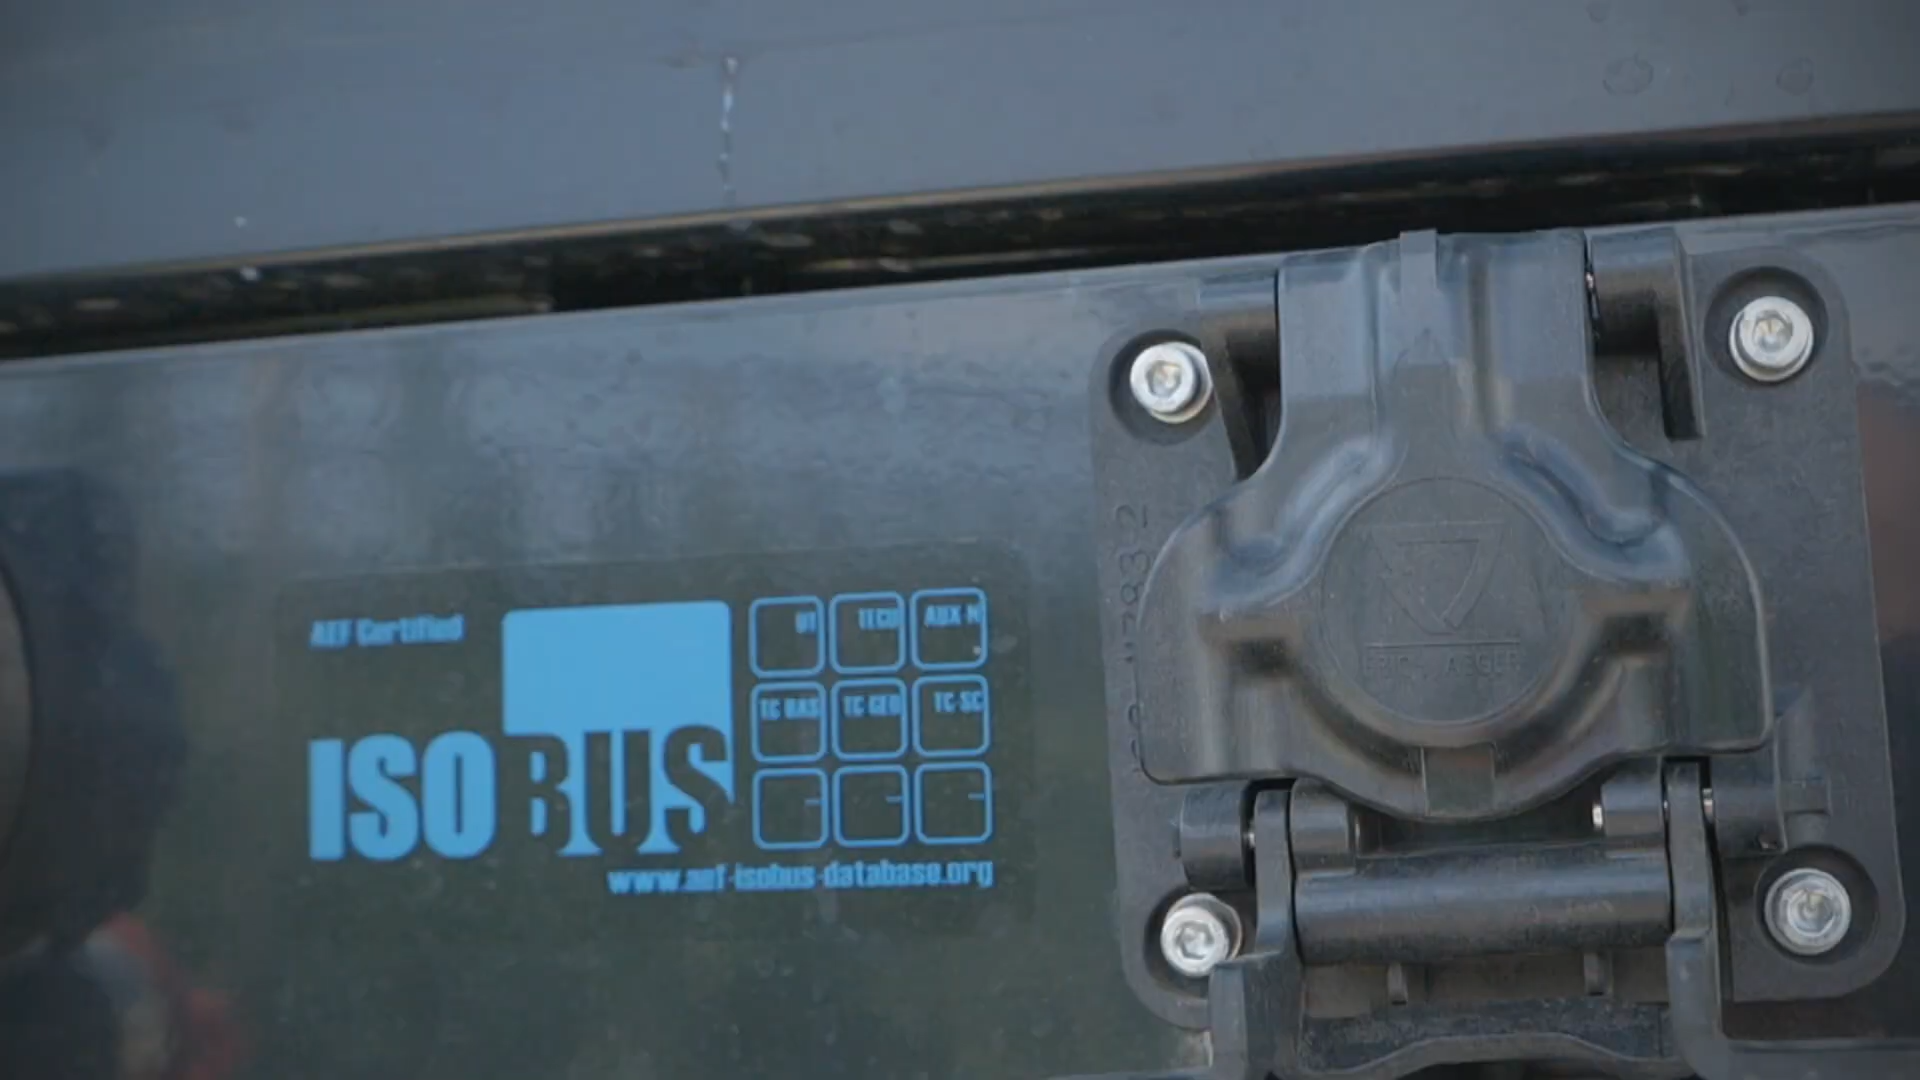 AEF Certified
ISOBUS
UT TECU AUX-N
TC-BAS TC-GEO TC-SC
- - -
www.aef-isobus-database.org